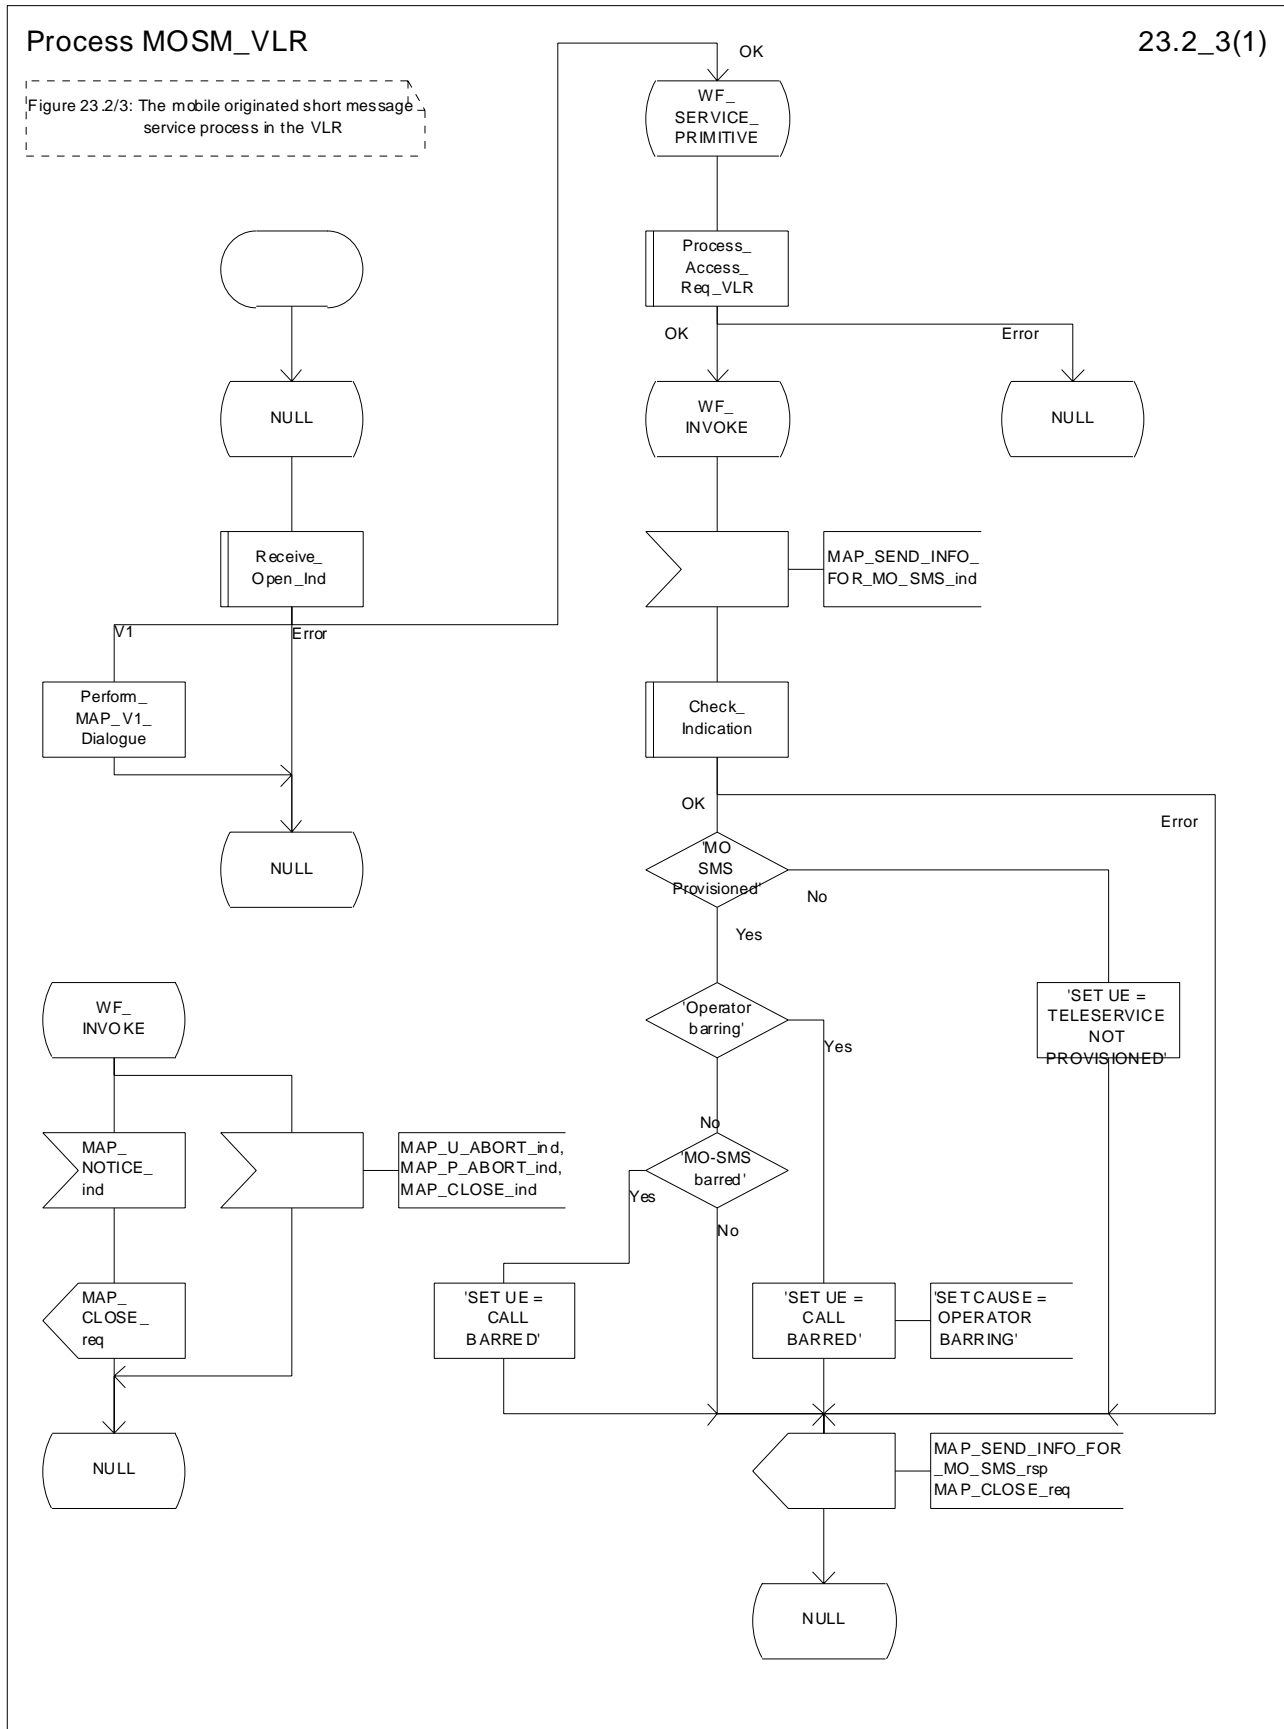 Process MOSM_VLR
23.2_3(1)
Figure 23.2/3: The mobile originated short message
service process in the VLR
OK
WF_
SERVICE_
PRIMITIVE
Process_
Access_
Req_VLR
OK
Error
NULL
WF_
INVOKE
NULL
Receive_
Open_Ind
MAP_SEND_INFO_
FOR_MO_SMS_ind
V1
Error
Perform_
MAP_V1_
Dialogue
Check_
Indication
OK
Error
NULL
'MO
SMS
Provisioned'
No
Yes
WF_
INVOKE
'Operator
barring'
Yes
'SET UE =
TELESERVICE
NOT
PROVISIONED'
No
MAP_
NOTICE_
ind
MAP_U_ABORT_ind,
MAP_P_ABORT_ind,
MAP_CLOSE_ind
'MO-SMS
barred'
Yes
No
MAP_
CLOSE_
req
'SET UE =
CALL
BARRED'
'SET UE =
CALL
BARRED'
'SET CAUSE =
OPERATOR
BARRING'
NULL
MAP_SEND_INFO_FOR
_MO_SMS_rsp
MAP_CLOSE_req
NULL